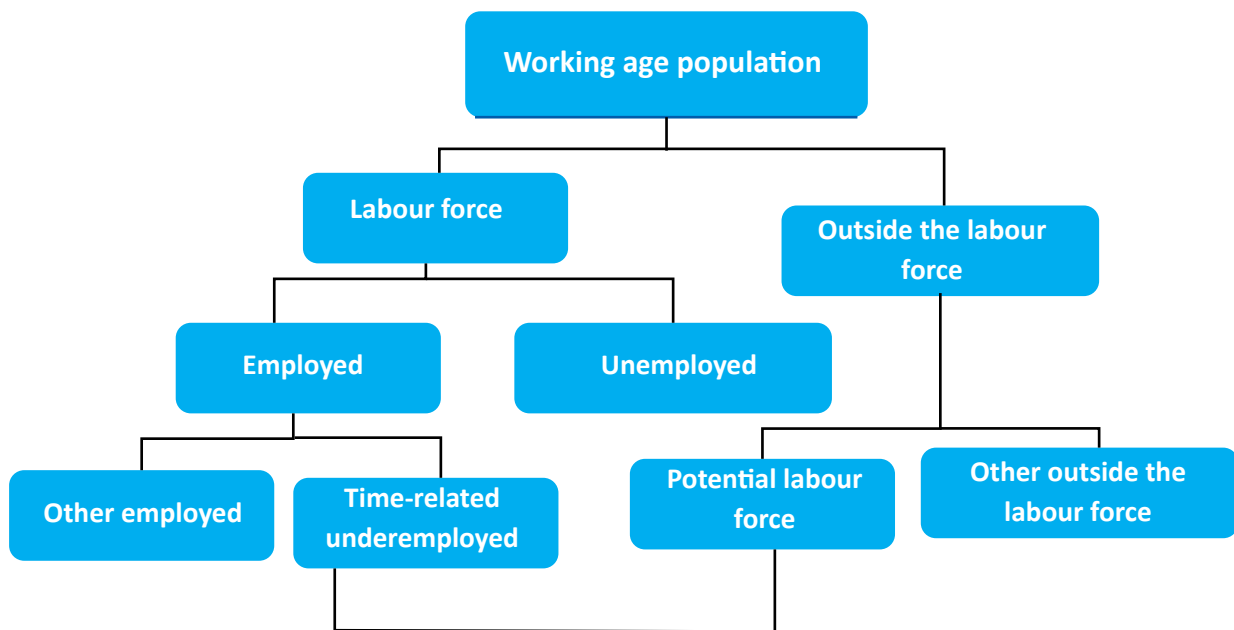 Working age population
Labour force
Outside the labour
force
Employed
Unemployed
Other employed
Time-related
underemployed
Potential labour
force
Other outside the
labour force